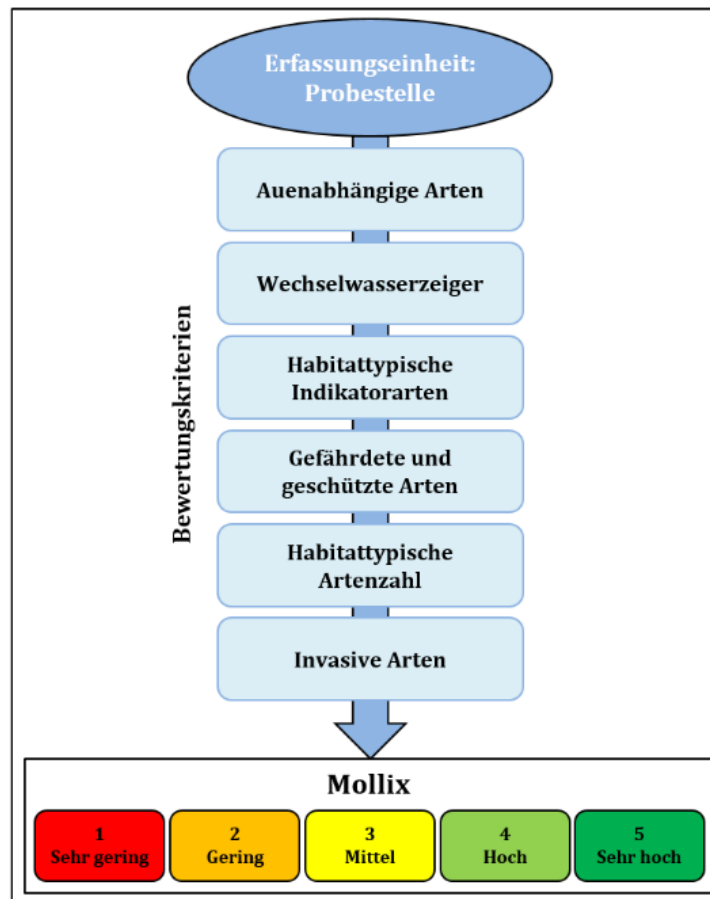 Erfassungseinheit:
Probestelle
Bewertungskriterien
Auenabhängige Arten
Wechselwasserzeiger
Habitattypische
Indikatorarten
Gefährdete und
geschützte Arten
Habitattypische
Artenzahl
Invasive Arten
Mollix
1
Sehr gering
2
Gering
3
Mittel
4
Hoch
5
Sehr hoch